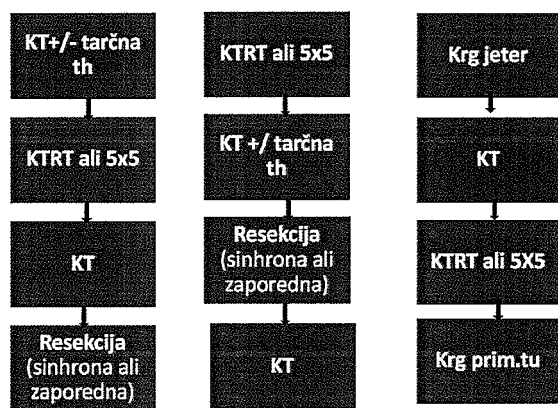 KT+/- tarčna
th
KTRT ali 5x5
KT
Resekcija
(sinhrona ali
zaporedna)
KTRT ali 5x5
KT +/ tarčna
th
Resekcija
(sinhrona ali
zaporedna)
KT
Krg jeter
KT
KTRT ali 5X5
Krg prim.tu